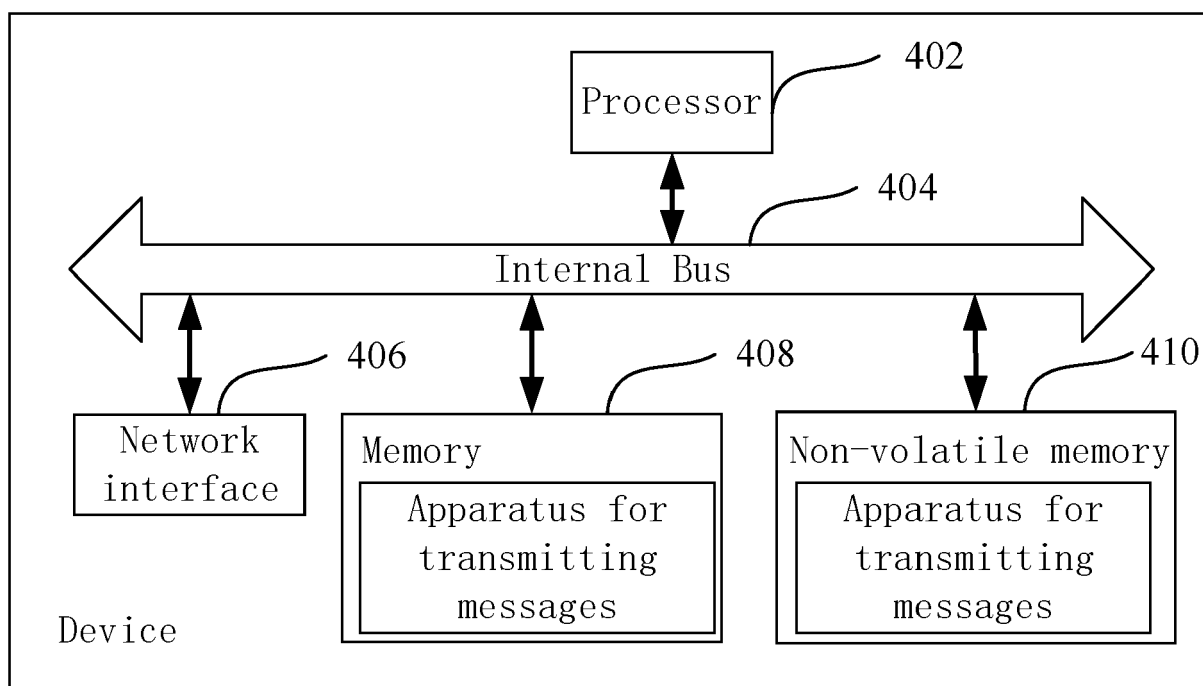 402
Processor
404
Internal Bus
406
408
410
Network
interface
Memory
Apparatus for
transmitting
messages
Non-volatile memory
Apparatus for
transmitting
messages
Device